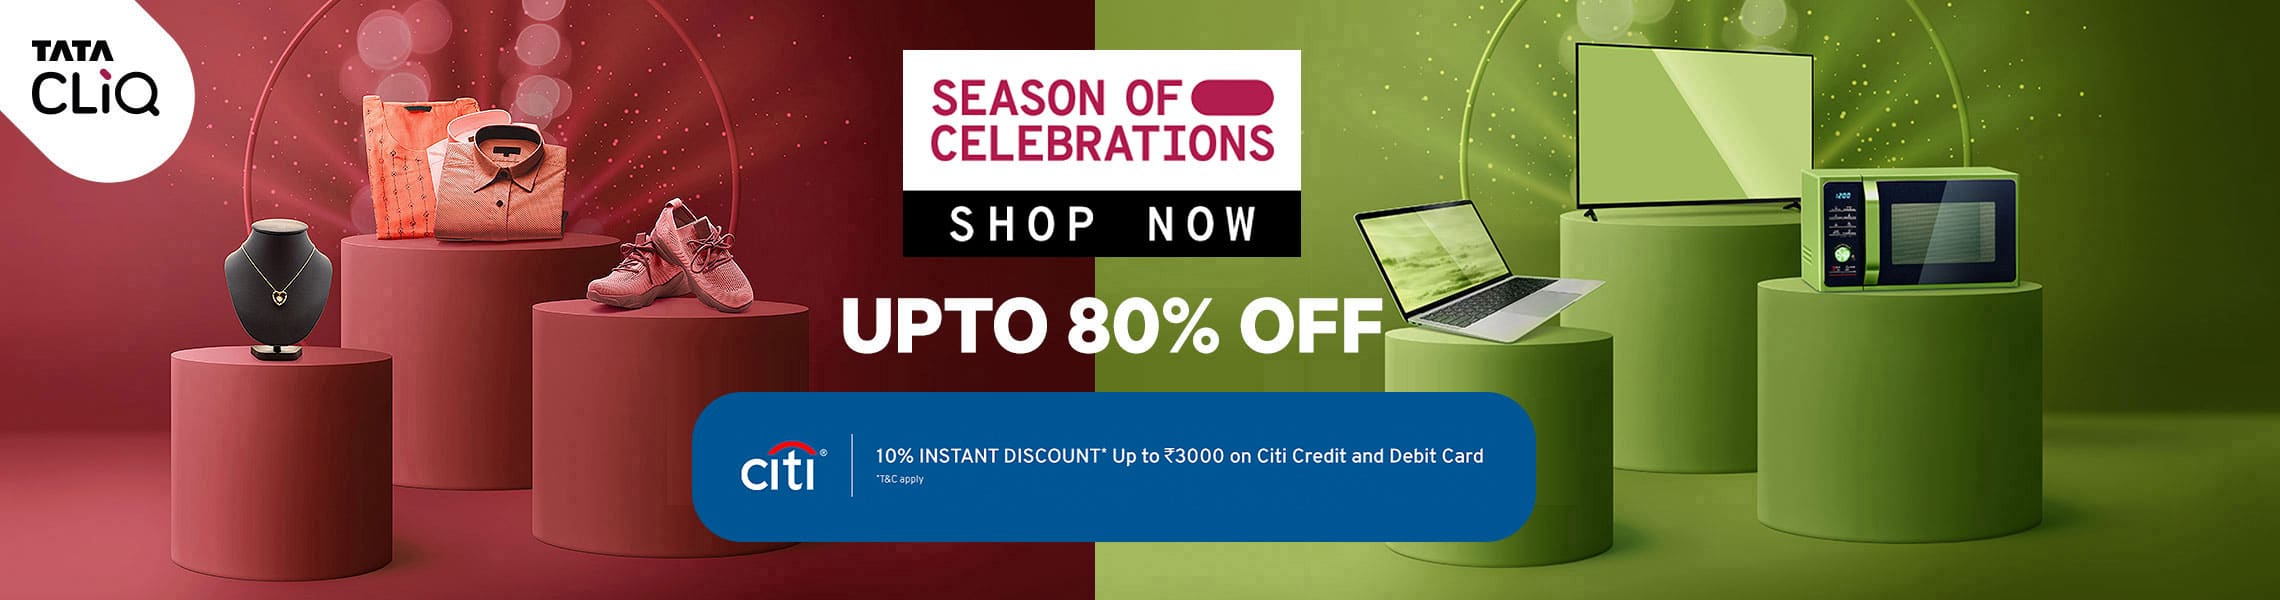 TATA
CLiQ
SEASON OF
CELEBRATIONS
SHOP NOW
UPTO 80% OFF
citi®
10% INSTANT DISCOUNT* Up to ₹3000 on Citi Credit and Debit Card
*T&C apply
12:00